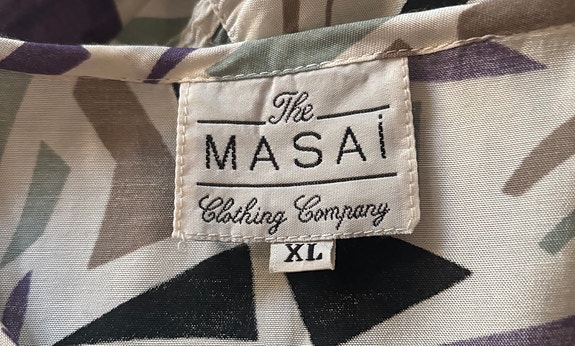 The
MASAi
Clothing Company
XL